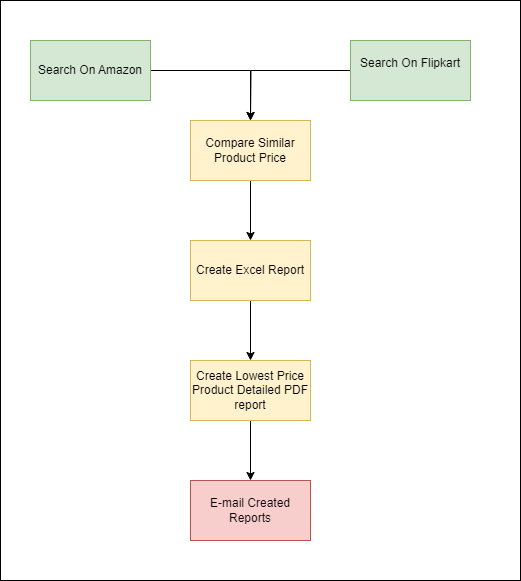 Search On Amazon
Search On Flipkart
Compare Similar
Product Price
Create Excel Report
Create Lowest Price
Product Detailed PDF
report
E-mail Created
Reports